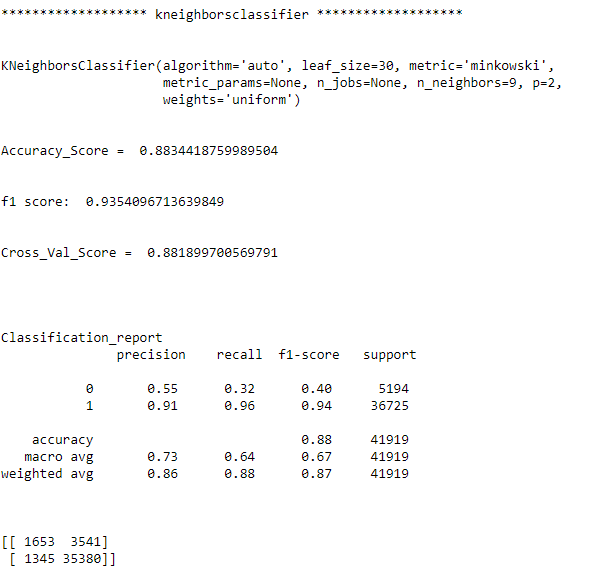 ******************* kneighborsclassifier *******************
KNeighborsClassifier(algorithm='auto', leaf_size=30, metric='minkowski',
metric_params=None, n_jobs=None, n_neighbors=9, p=2,
weights='uniform')
Accuracy_Score =  0.8834418759989504
f1 score:  0.9354096713639849
Cross_Val_Score =  0.881899700569791
Classification_report
precision    recall  f1-score   support
0       0.55      0.32      0.40      5194
1       0.91      0.96      0.94     36725
accuracy                           0.88     41919
macro avg       0.73      0.64      0.67     41919
weighted avg       0.86      0.88      0.87     41919
[[ 1653  3541]
[ 1345 35380]]